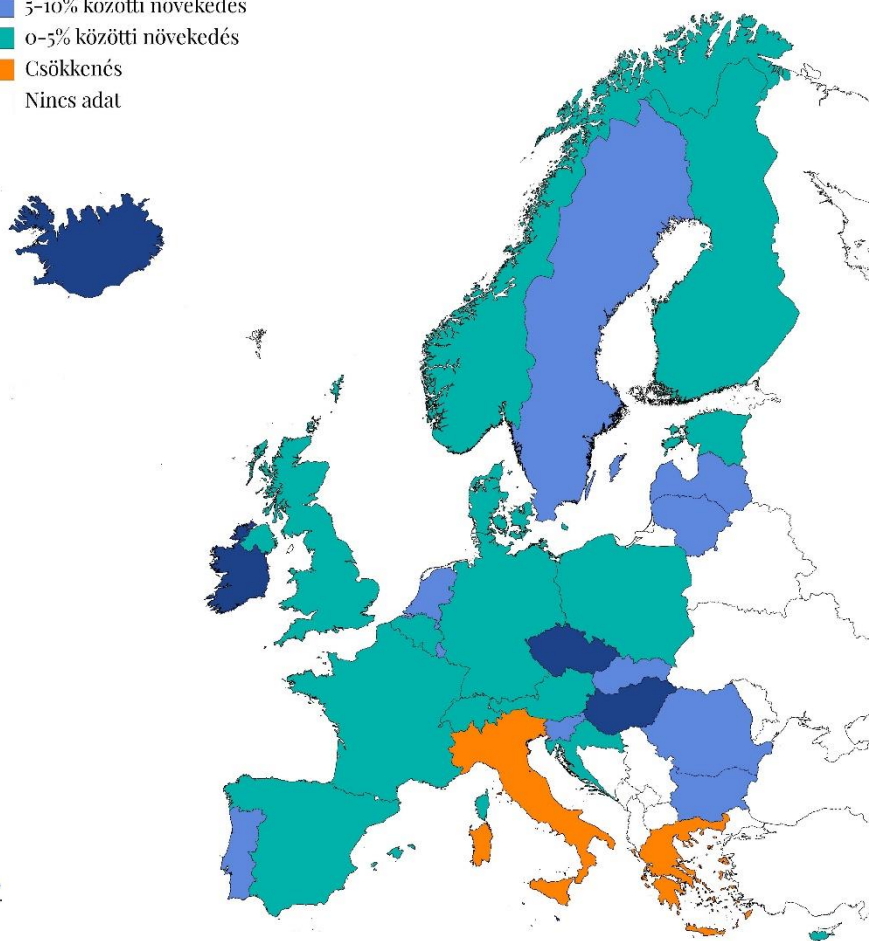 5-10% közötti növekedés
0-5% közötti növekedés
Csökkenés
Nincs adat